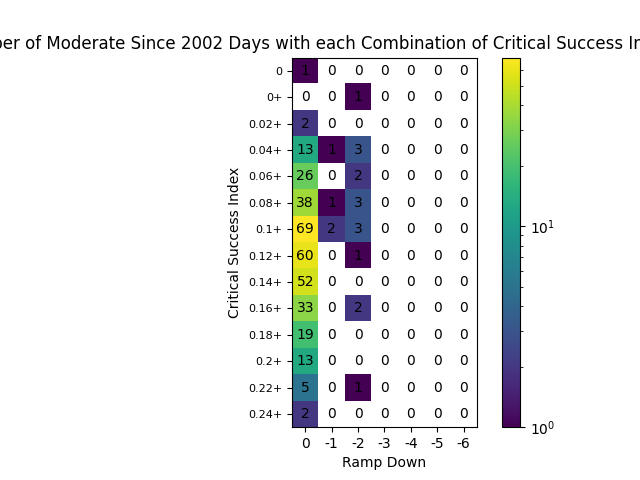 er of Moderate Since 2002 Days with each Combination of Critical Success In
0 1 0 0 0 0 0 0
0+ 0 0 1 0 0 0 0
0.02+ 2 0 0 0 0 0 0
0.04+ 13 1 3 0 0 0 0
0.06+ 26 0 2 0 0 0 0
0.08+ 38 1 3 0 0 0 0
0.1+ 69 2 3 0 0 0 0
0.12+ 60 0 1 0 0 0 0
0.14+ 52 0 0 0 0 0 0
0.16+ 33 0 2 0 0 0 0
0.18+ 19 0 0 0 0 0 0
0.2+ 13 0 0 0 0 0 0
0.22+ 5 0 1 0 0 0 0
0.24+ 2 0 0 0 0 0 0
0 -1 -2 -3 -4 -5 -6
Ramp Down
Critical Success Index
10¹
10⁰